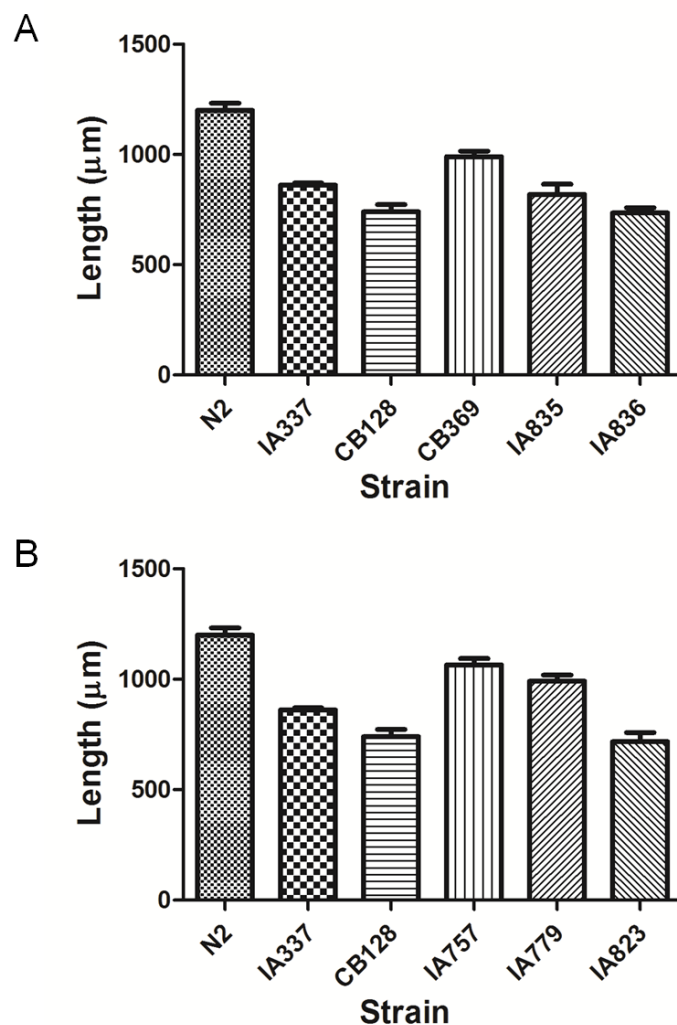 A
1500
1000
500
0
Length (μm)
N2
IA337
CB128
CB369
IA835
IA836
Strain
B
1500
1000
500
0
Length (μm)
N2
IA337
CB128
IA757
IA779
IA823
Strain